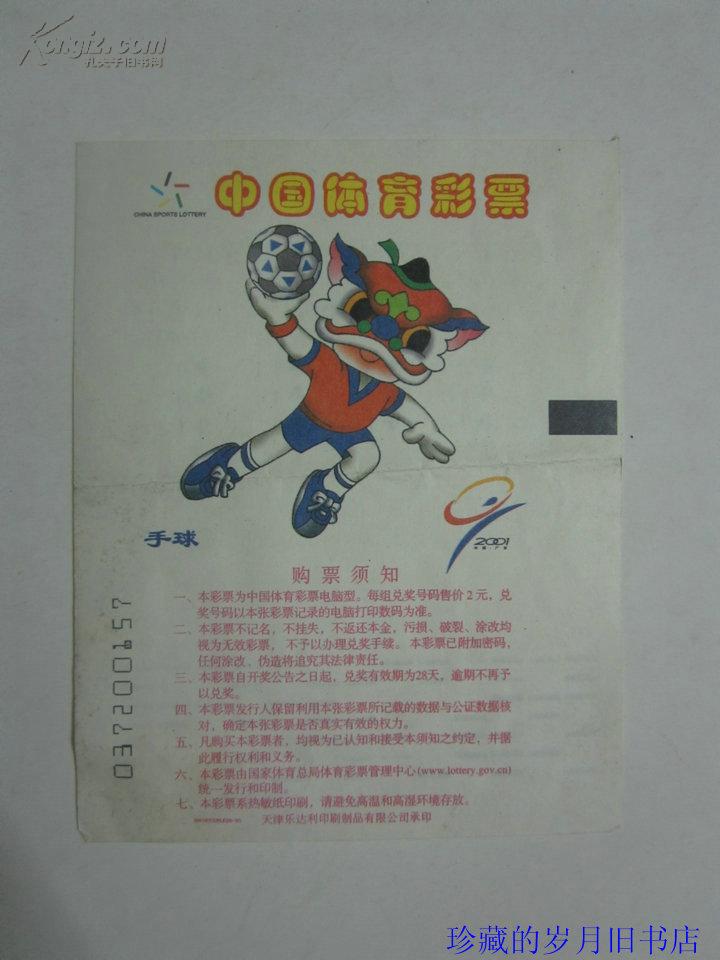 Kongfz.com
孔夫子旧书网
中国体育彩票
CHINA SPORTS LOTTERY
手球
2001
中国·广东
购票须知
一、本彩票为中国体育彩票电脑型。每组兑奖号码售价2元,兑
奖号码以本张彩票记录的电脑打印数码为准。
二、本彩票不记名,不挂失,不返还本金,污损、破裂、涂改均
视为无效彩票, 不予以办理兑奖手续。 本彩票已附加密码,
任何涂改、伪造将追究其法律责任。
三、本彩票自开奖公告之日起,兑奖有效期为28天,逾期不再予
以兑奖。
四、本彩票发行人保留利用本张彩票所记载的数据与公证数据核
对,确定本张彩票是否真实有效的权力。
五、凡购买本彩票者,均视为已认知和接受本须知之约定,并据
此履行权利和义务。
六、本彩票由国家体育总局体育彩票管理中心(www.lottery.gov.cn)
统一发行和印制。
七、本彩票系热敏纸印刷,请避免高温和高湿环境存放。
天津乐达利印刷制品有限公司承印
037200157
珍藏的岁月旧书店